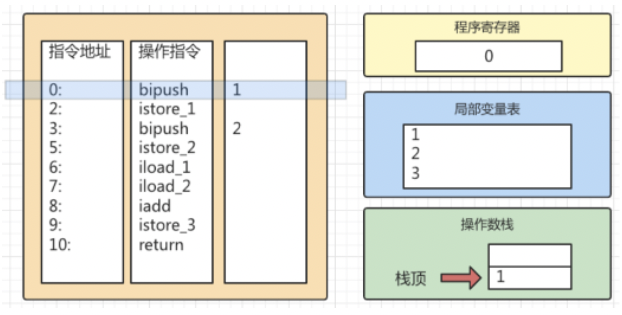 指令地址 操作指令
0: bipush 1
2: istore_1
3: bipush 2
5: istore_2
6: iload_1
7: iload_2
8: iadd
9: istore_3
10: return
程序寄存器
0
局部变量表
1
2
3
操作数栈
栈顶 1